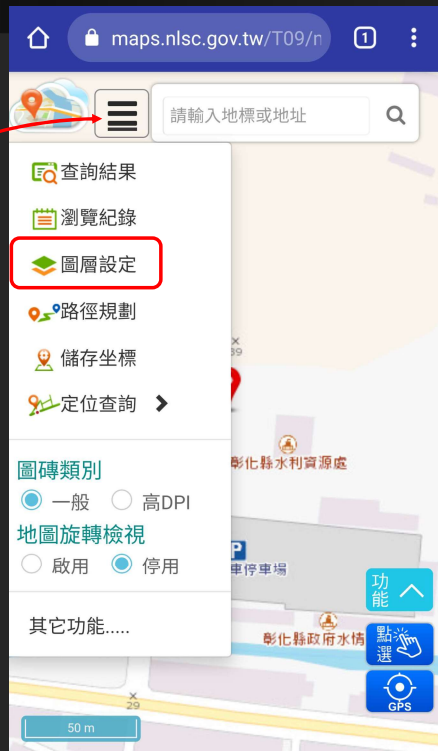 maps.nlsc.gov.tw/T09/
1
請輸入地標或地址
查詢結果
瀏覽紀錄
圖層設定
路徑規劃
儲存坐標
定位查詢
39
彰化縣水利資源處
圖磚類別
一般 高DPI
地圖旋轉檢視
啟用 停用
P
車停車場
功能
其它功能.....
彰化縣政府水情
點選
GPS
29
50 m